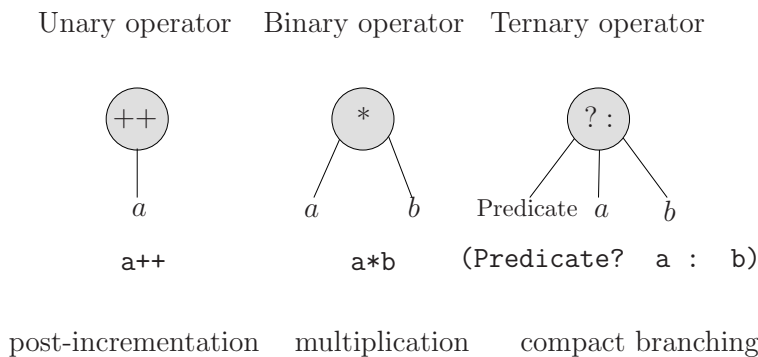 Unary operator Binary operator Ternary operator
++ * ? :
a a b Predicate a b
a++ a*b (Predicate? a : b)
post-incrementation multiplication compact branching